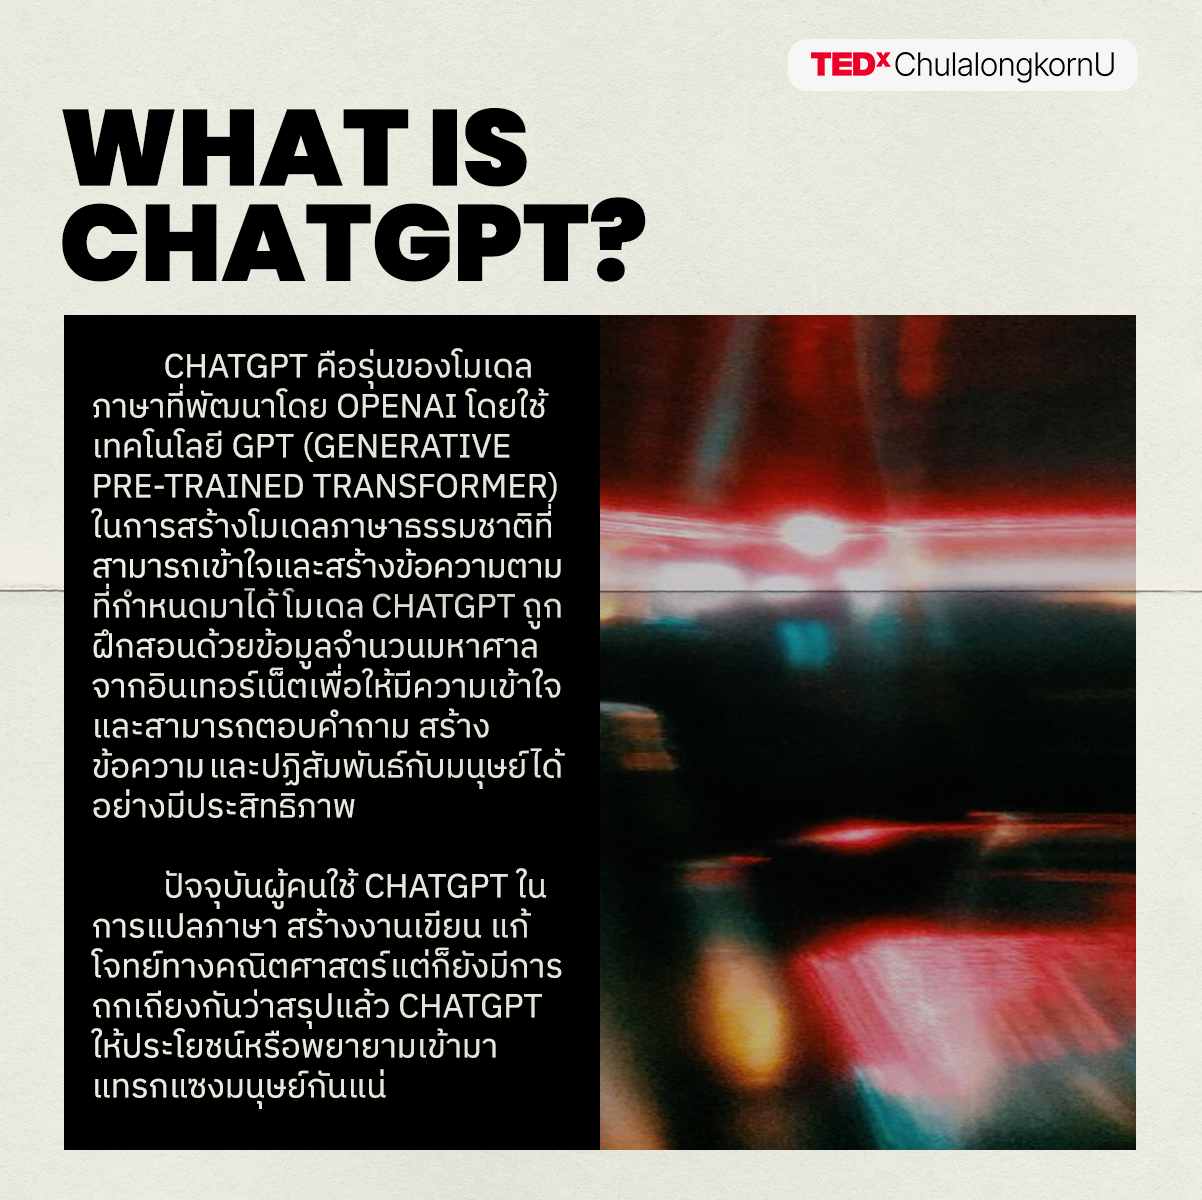 TEDxChulalongkornU
WHAT IS
CHATGPT?
CHATGPT คือรุ่นของโมเดล
ภาษาที่พัฒนาโดย OPENAI โดยใช้
เทคโนโลยี GPT (GENERATIVE
PRE-TRAINED TRANSFORMER)
ในการสร้างโมเดลภาษาธรรมชาติที่
สามารถเข้าใจและสร้างข้อความตาม
ที่กำหนดมาได้ โมเดล CHATGPT ถูก
ฝึกสอนด้วยข้อมูลจำนวนมหาศาล
จากอินเทอร์เน็ตเพื่อให้มีความเข้าใจ
และสามารถตอบคำถาม สร้าง
ข้อความ และปฏิสัมพันธ์กับมนุษย์ได้
อย่างมีประสิทธิภาพ
ปัจจุบันผู้คนใช้ CHATGPT ใน
การแปลภาษา สร้างงานเขียน แก้
โจทย์ทางคณิตศาสตร์แต่ก็ยังมีการ
ถกเถียงกันว่าสรุปแล้ว CHATGPT
ให้ประโยชน์หรือพยายามเข้ามา
แทรกแซงมนุษย์กันแน่